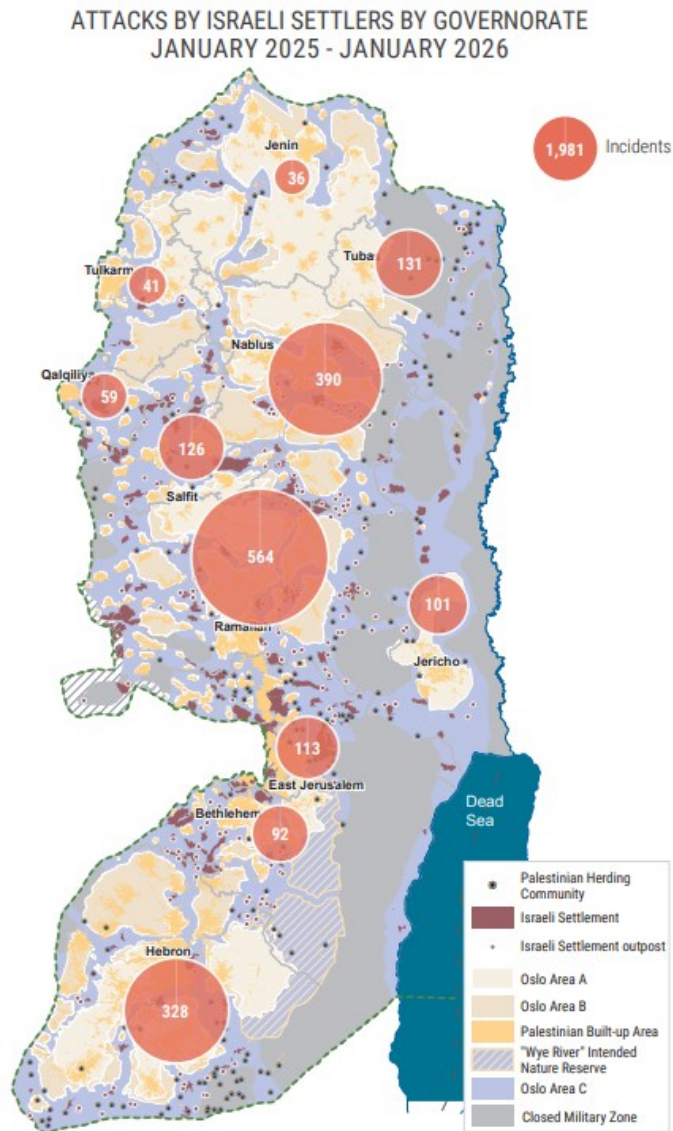 ATTACKS BY ISRAELI SETTLERS BY GOVERNORATE
JANUARY 2025 - JANUARY 2026
1,981 Incidents
Jenin
36
Tubas
131
Tulkarm
41
Nablus
390
Qalqiliya
59
126
Salfit
564
101
Ramallah
Jericho
113
East Jerusalem
Dead
Sea
Bethlehem
92
Hebron
328
Palestinian Herding
Community
Israeli Settlement
Israeli Settlement outpost
Oslo Area A
Oslo Area B
Palestinian Built-up Area
"Wye River" Intended
Nature Reserve
Oslo Area C
Closed Military Zone